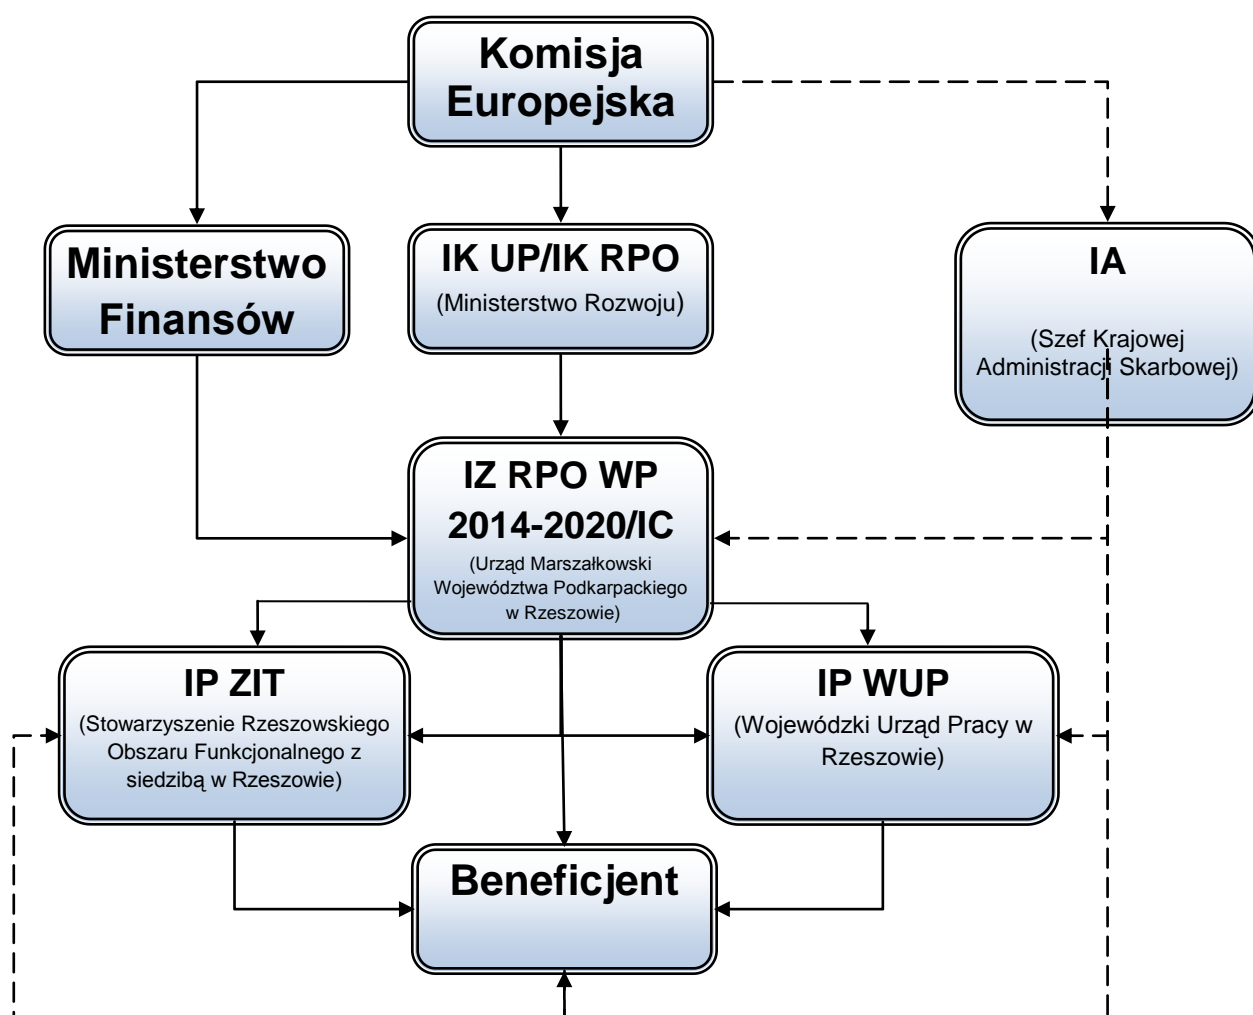 Komisja
Europejska
Ministerstwo
Finansów
IK UP/IK RPO
(Ministerstwo Rozwoju)
IA
(Szef Krajowej
Administracji Skarbowej)
IZ RPO WP
2014-2020/IC
(Urząd Marszałkowski
Województwa Podkarpackiego
w Rzeszowie)
IP ZIT
(Stowarzyszenie Rzeszowskiego
Obszaru Funkcjonalnego z
siedzibą w Rzeszowie)
IP WUP
(Wojewódzki Urząd Pracy w
Rzeszowie)
Beneficjent